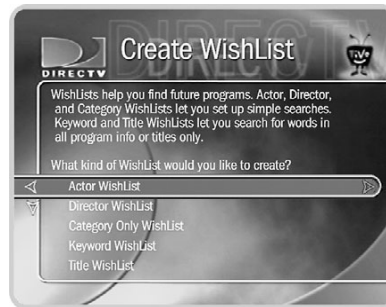 DIRECTV
Create WishList
TiVo
DIRECTV
WishLists help you find future programs. Actor, Director,
and Category WishLists let you set up simple searches.
Keyword and Title WishLists let you search for words in
all program info or titles only.
What kind of WishList would you like to create?
Actor WishList
Director WishList
Category Only WishList
Keyword WishList
Title WishList